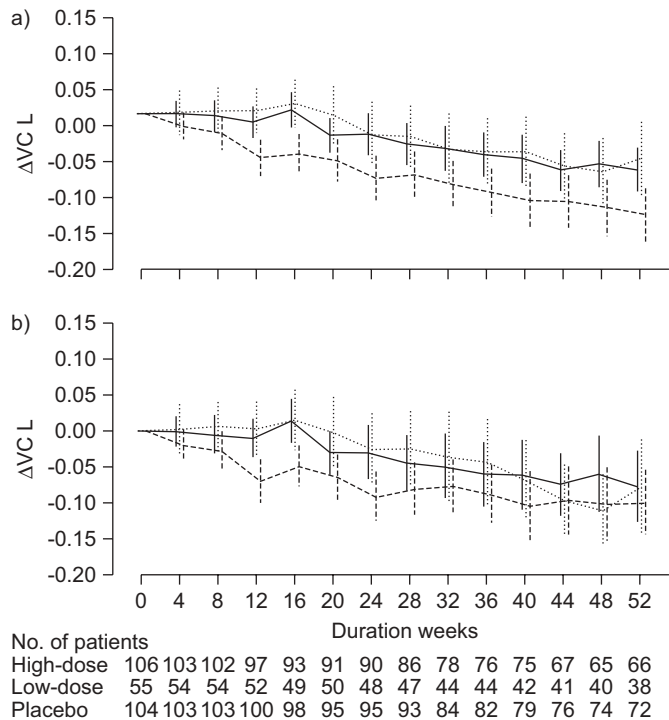 a)
0.15
0.10
0.05
0.00
-0.05
-0.10
-0.15
-0.20
ΔVC L
b)
0.15
0.10
0.05
0.00
-0.05
-0.10
-0.15
-0.20
ΔVC L
0 4 8 12 16 20 24 28 32 36 40 44 48 52
Duration weeks
No. of patients
High-dose 106 103 102 97 93 91 90 86 78 76 75 67 65 66
Low-dose 55 54 54 52 49 50 48 47 44 44 42 41 40 38
Placebo 104 103 103 100 98 95 95 93 84 82 79 76 74 72